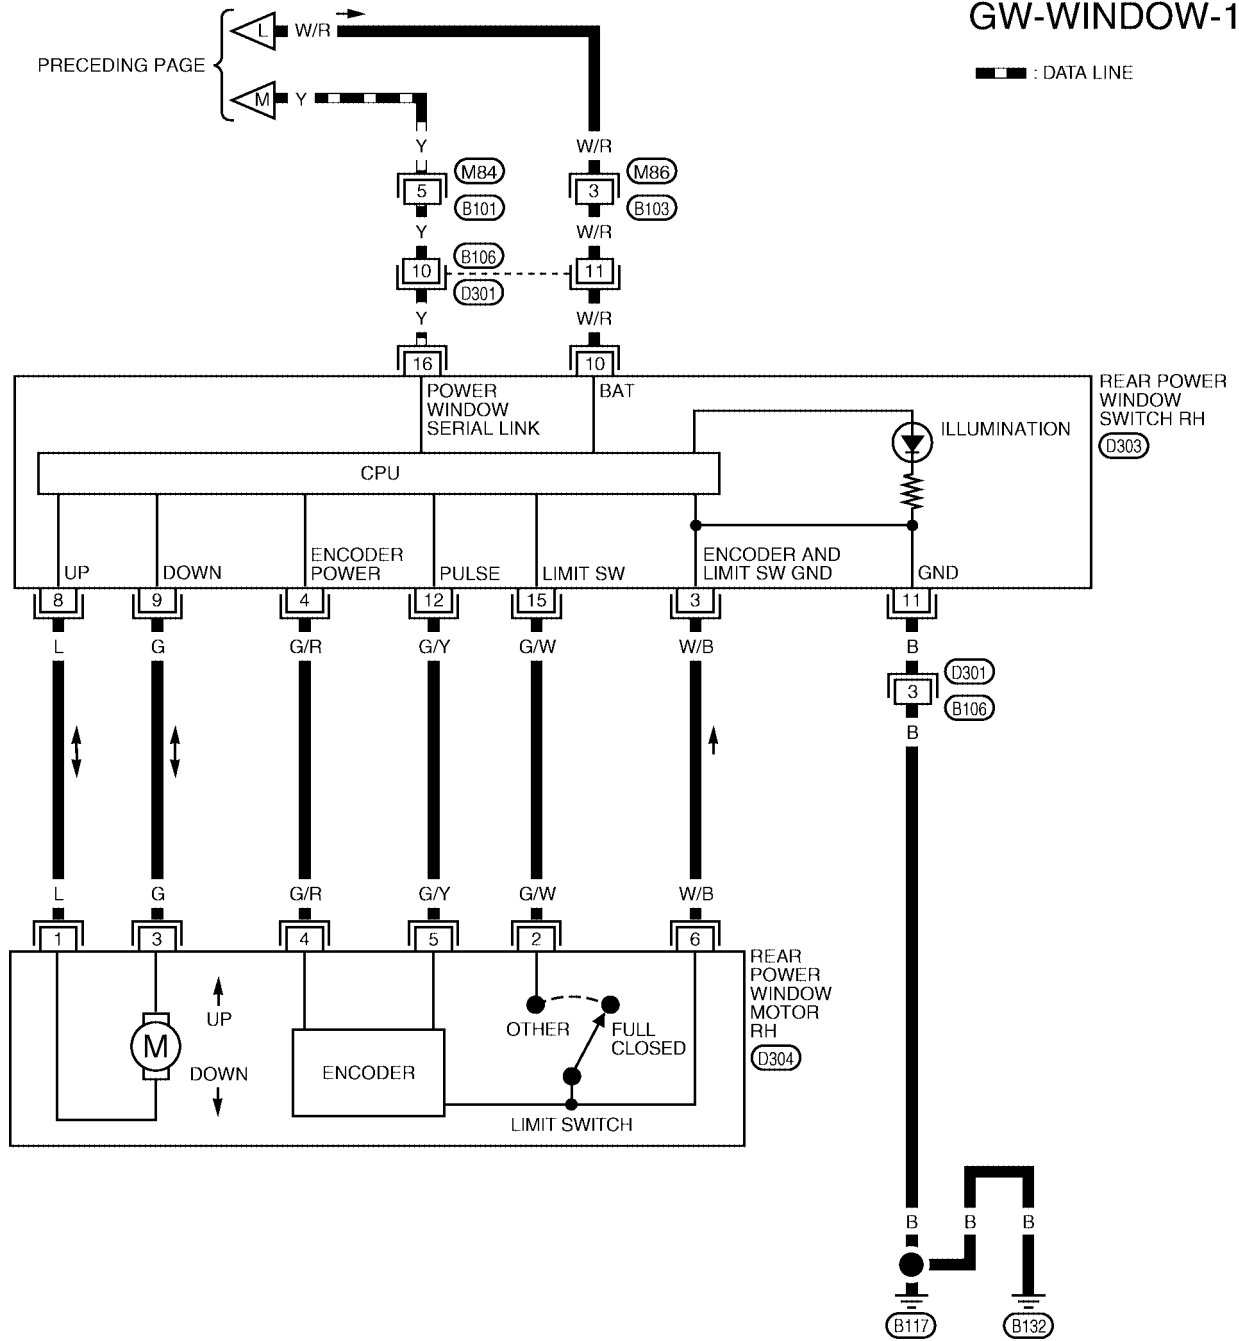 GW-WINDOW-1
: DATA LINE
PRECEDING PAGE
L W/R
M Y
Y W/R
5 M84 B101
3 M86 B103
Y W/R
10 B106 D301
11
Y W/R
16 10
POWER
WINDOW
SERIAL LINK
BAT
REAR POWER
WINDOW
SWITCH RH
D303
ILLUMINATION
CPU
UP
DOWN
ENCODER
POWER
PULSE
LIMIT SW
ENCODER AND
LIMIT SW GND
GND
8 9 4 12 15 3 11
L G G/R G/Y G/W W/B B
3 D301 B106
B
L G G/R G/Y G/W W/B
1 3 4 5 2 6
REAR
POWER
WINDOW
MOTOR
RH
D304
M
UP
DOWN
ENCODER
OTHER
FULL
CLOSED
LIMIT SWITCH
B B B
B117 B132